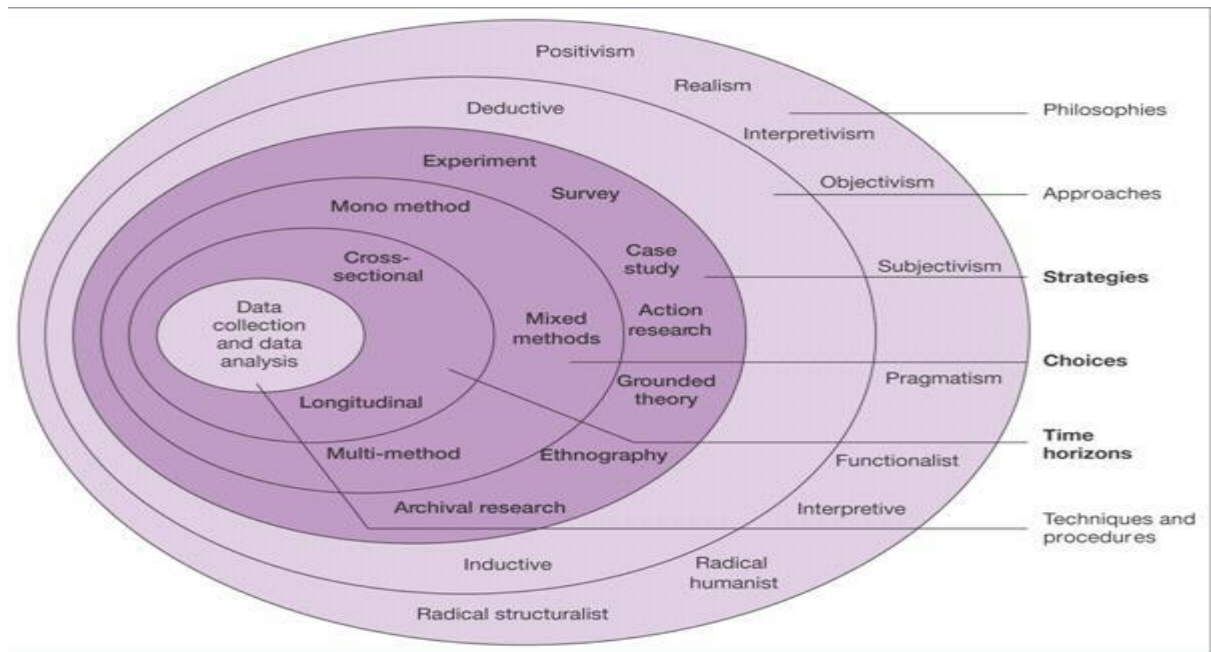 Positivism
Realism
Philosophies
Deductive
Interpretivism
Experiment
Objectivism
Approaches
Survey
Mono method
Case
study
Subjectivism
Strategies
Cross-
sectional
Data
collection
and data
analysis
Mixed
methods
Action
research
Choices
Grounded
theory
Pragmatism
Longitudinal
Time
horizons
Multi-method
Ethnography
Functionalist
Archival research
Interpretive
Techniques and
procedures
Inductive
Radical
humanist
Radical structuralist